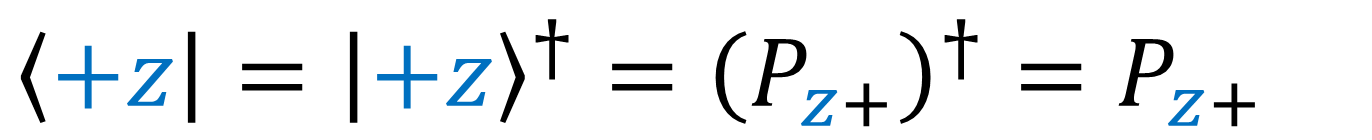 ⟨+z| = |+z⟩† = (P_{z+})† = P_{z+}